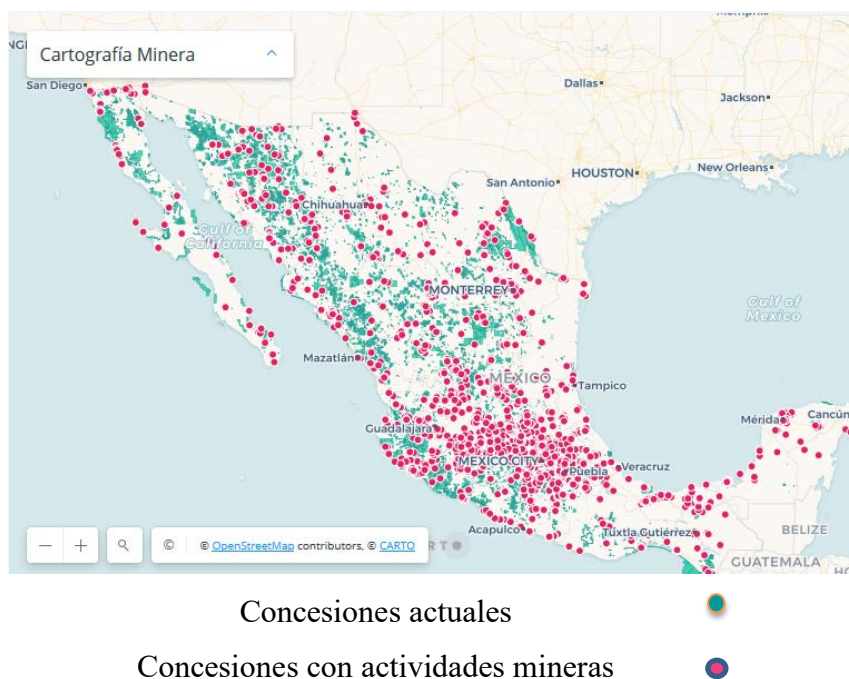 Memphis
Cartografía Minera
San Diego
Dallas
Jackson
HOUSTON
New Orleans
San Antonio
Chihuahua
Gulf of
California
MONTERREY
Gulf of
Mexico
Mazatlán
MÉXICO
Tampico
Mérida
Cancún
Guadalajara
MEXICO CITY
Puebla
Veracruz
Acapulco
Tuxtla Gutiérrez
BELIZE
GUATEMALA
© © OpenStreetMap contributors, © CARTO
Concesiones actuales
Concesiones con actividades mineras